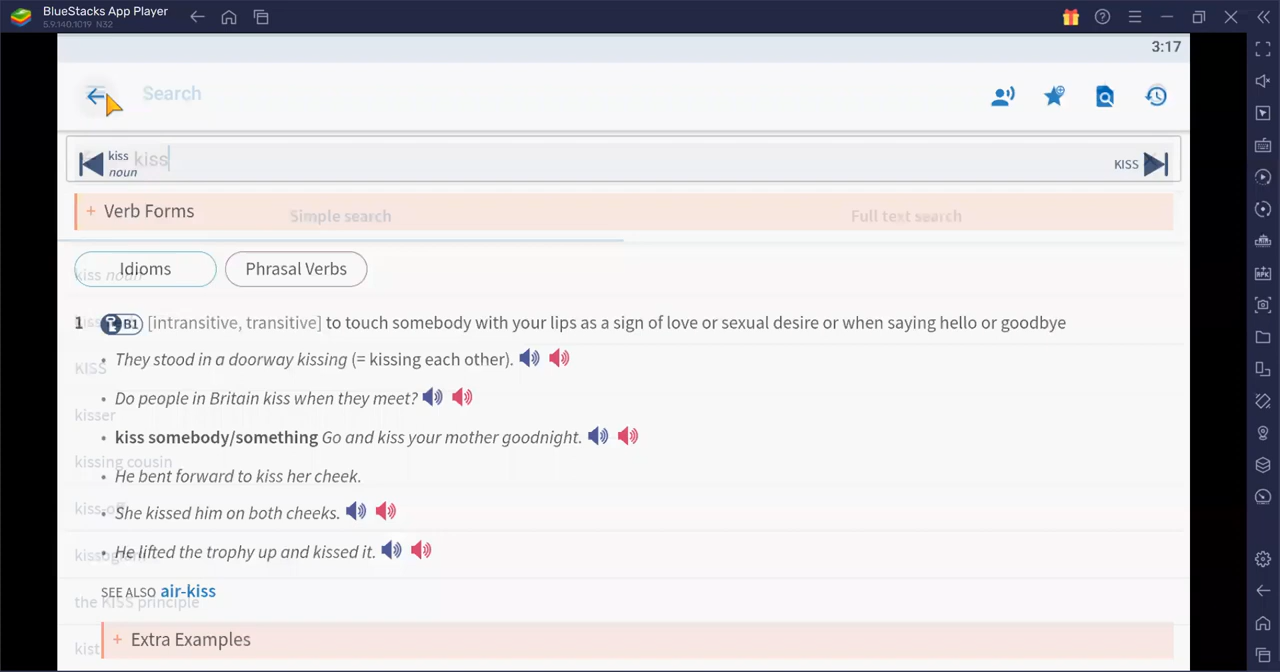 BlueStacks App Player
5.9.140.1019 N32
3:17
Search
kiss kiss
noun
KISS
+ Verb Forms
Simple search Full text search
Idioms Phrasal Verbs
kiss noun
1 B1 [intransitive, transitive] to touch somebody with your lips as a sign of love or sexual desire or when saying hello or goodbye
• They stood in a doorway kissing (= kissing each other).
KISS
• Do people in Britain kiss when they meet?
kisser
• kiss somebody/something Go and kiss your mother goodnight.
kissing cousin
• He bent forward to kiss her cheek.
kiss-off
• She kissed him on both cheeks.
• He lifted the trophy up and kissed it.
kissogram
SEE ALSO air-kiss
the KISS principle
+ Extra Examples
kist